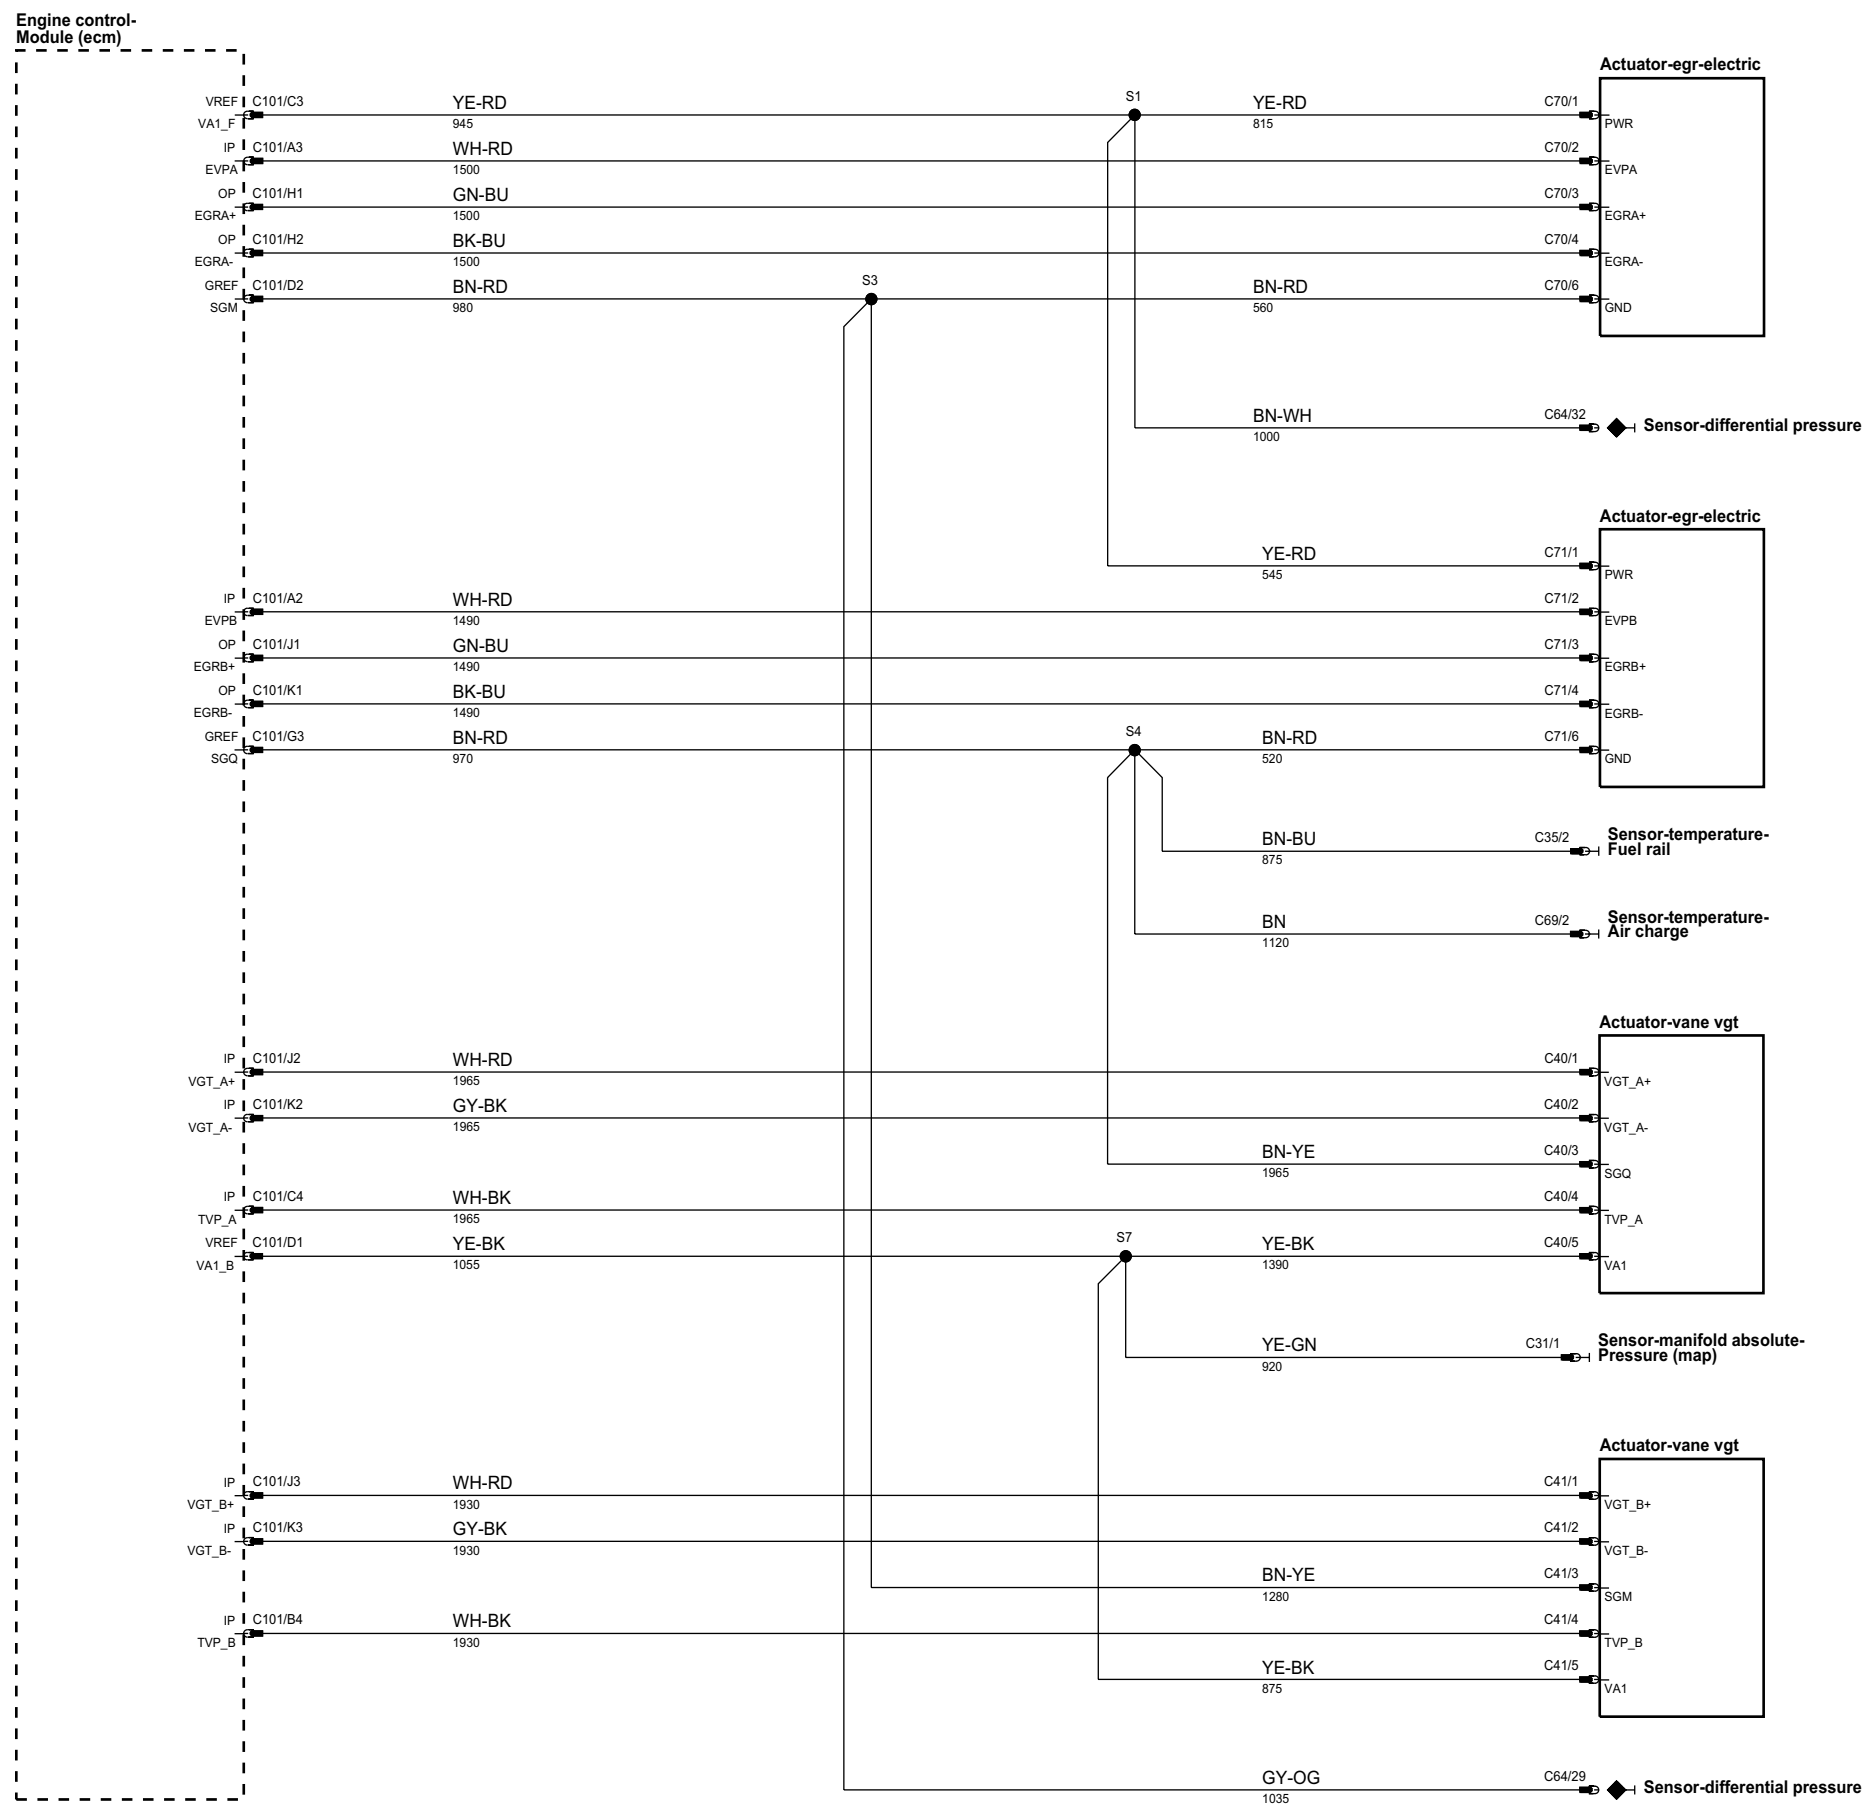 Engine control-
Module (ecm)
Actuator-egr-electric
VREF C101/C3 YE-RD S1 YE-RD C70/1
VA1_F 945 815 PWR
IP C101/A3 WH-RD C70/2
EVPA 1500 EVPA
OP C101/H1 GN-BU C70/3
EGRA+ 1500 EGRA+
OP C101/H2 BK-BU C70/4
EGRA- 1500 EGRA-
GREF C101/D2 BN-RD S3 BN-RD C70/6
SGM 980 560 GND
BN-WH C64/32 Sensor-differential pressure
1000
Actuator-egr-electric
YE-RD C71/1
545 PWR
IP C101/A2 WH-RD C71/2
EVPB 1490 EVPB
OP C101/J1 GN-BU C71/3
EGRB+ 1490 EGRB+
OP C101/K1 BK-BU C71/4
EGRB- 1490 EGRB-
GREF C101/G3 BN-RD S4 BN-RD C71/6
SGQ 970 520 GND
BN-BU C35/2 Sensor-temperature-
875 Fuel rail
BN C69/2 Sensor-temperature-
1120 Air charge
Actuator-vane vgt
IP C101/J2 WH-RD C40/1
VGT_A+ 1965 VGT_A+
IP C101/K2 GY-BK C40/2
VGT_A- 1965 VGT_A-
BN-YE C40/3
1965 SGQ
IP C101/C4 WH-BK C40/4
TVP_A 1965 TVP_A
VREF C101/D1 YE-BK S7 YE-BK C40/5
VA1_B 1055 1390 VA1
YE-GN C31/1 Sensor-manifold absolute-
920 Pressure (map)
Actuator-vane vgt
IP C101/J3 WH-RD C41/1
VGT_B+ 1930 VGT_B+
IP C101/K3 GY-BK C41/2
VGT_B- 1930 VGT_B-
BN-YE C41/3
1280 SGM
IP C101/B4 WH-BK C41/4
TVP_B 1930 TVP_B
YE-BK C41/5
875 VA1
GY-OG C64/29 Sensor-differential pressure
1035